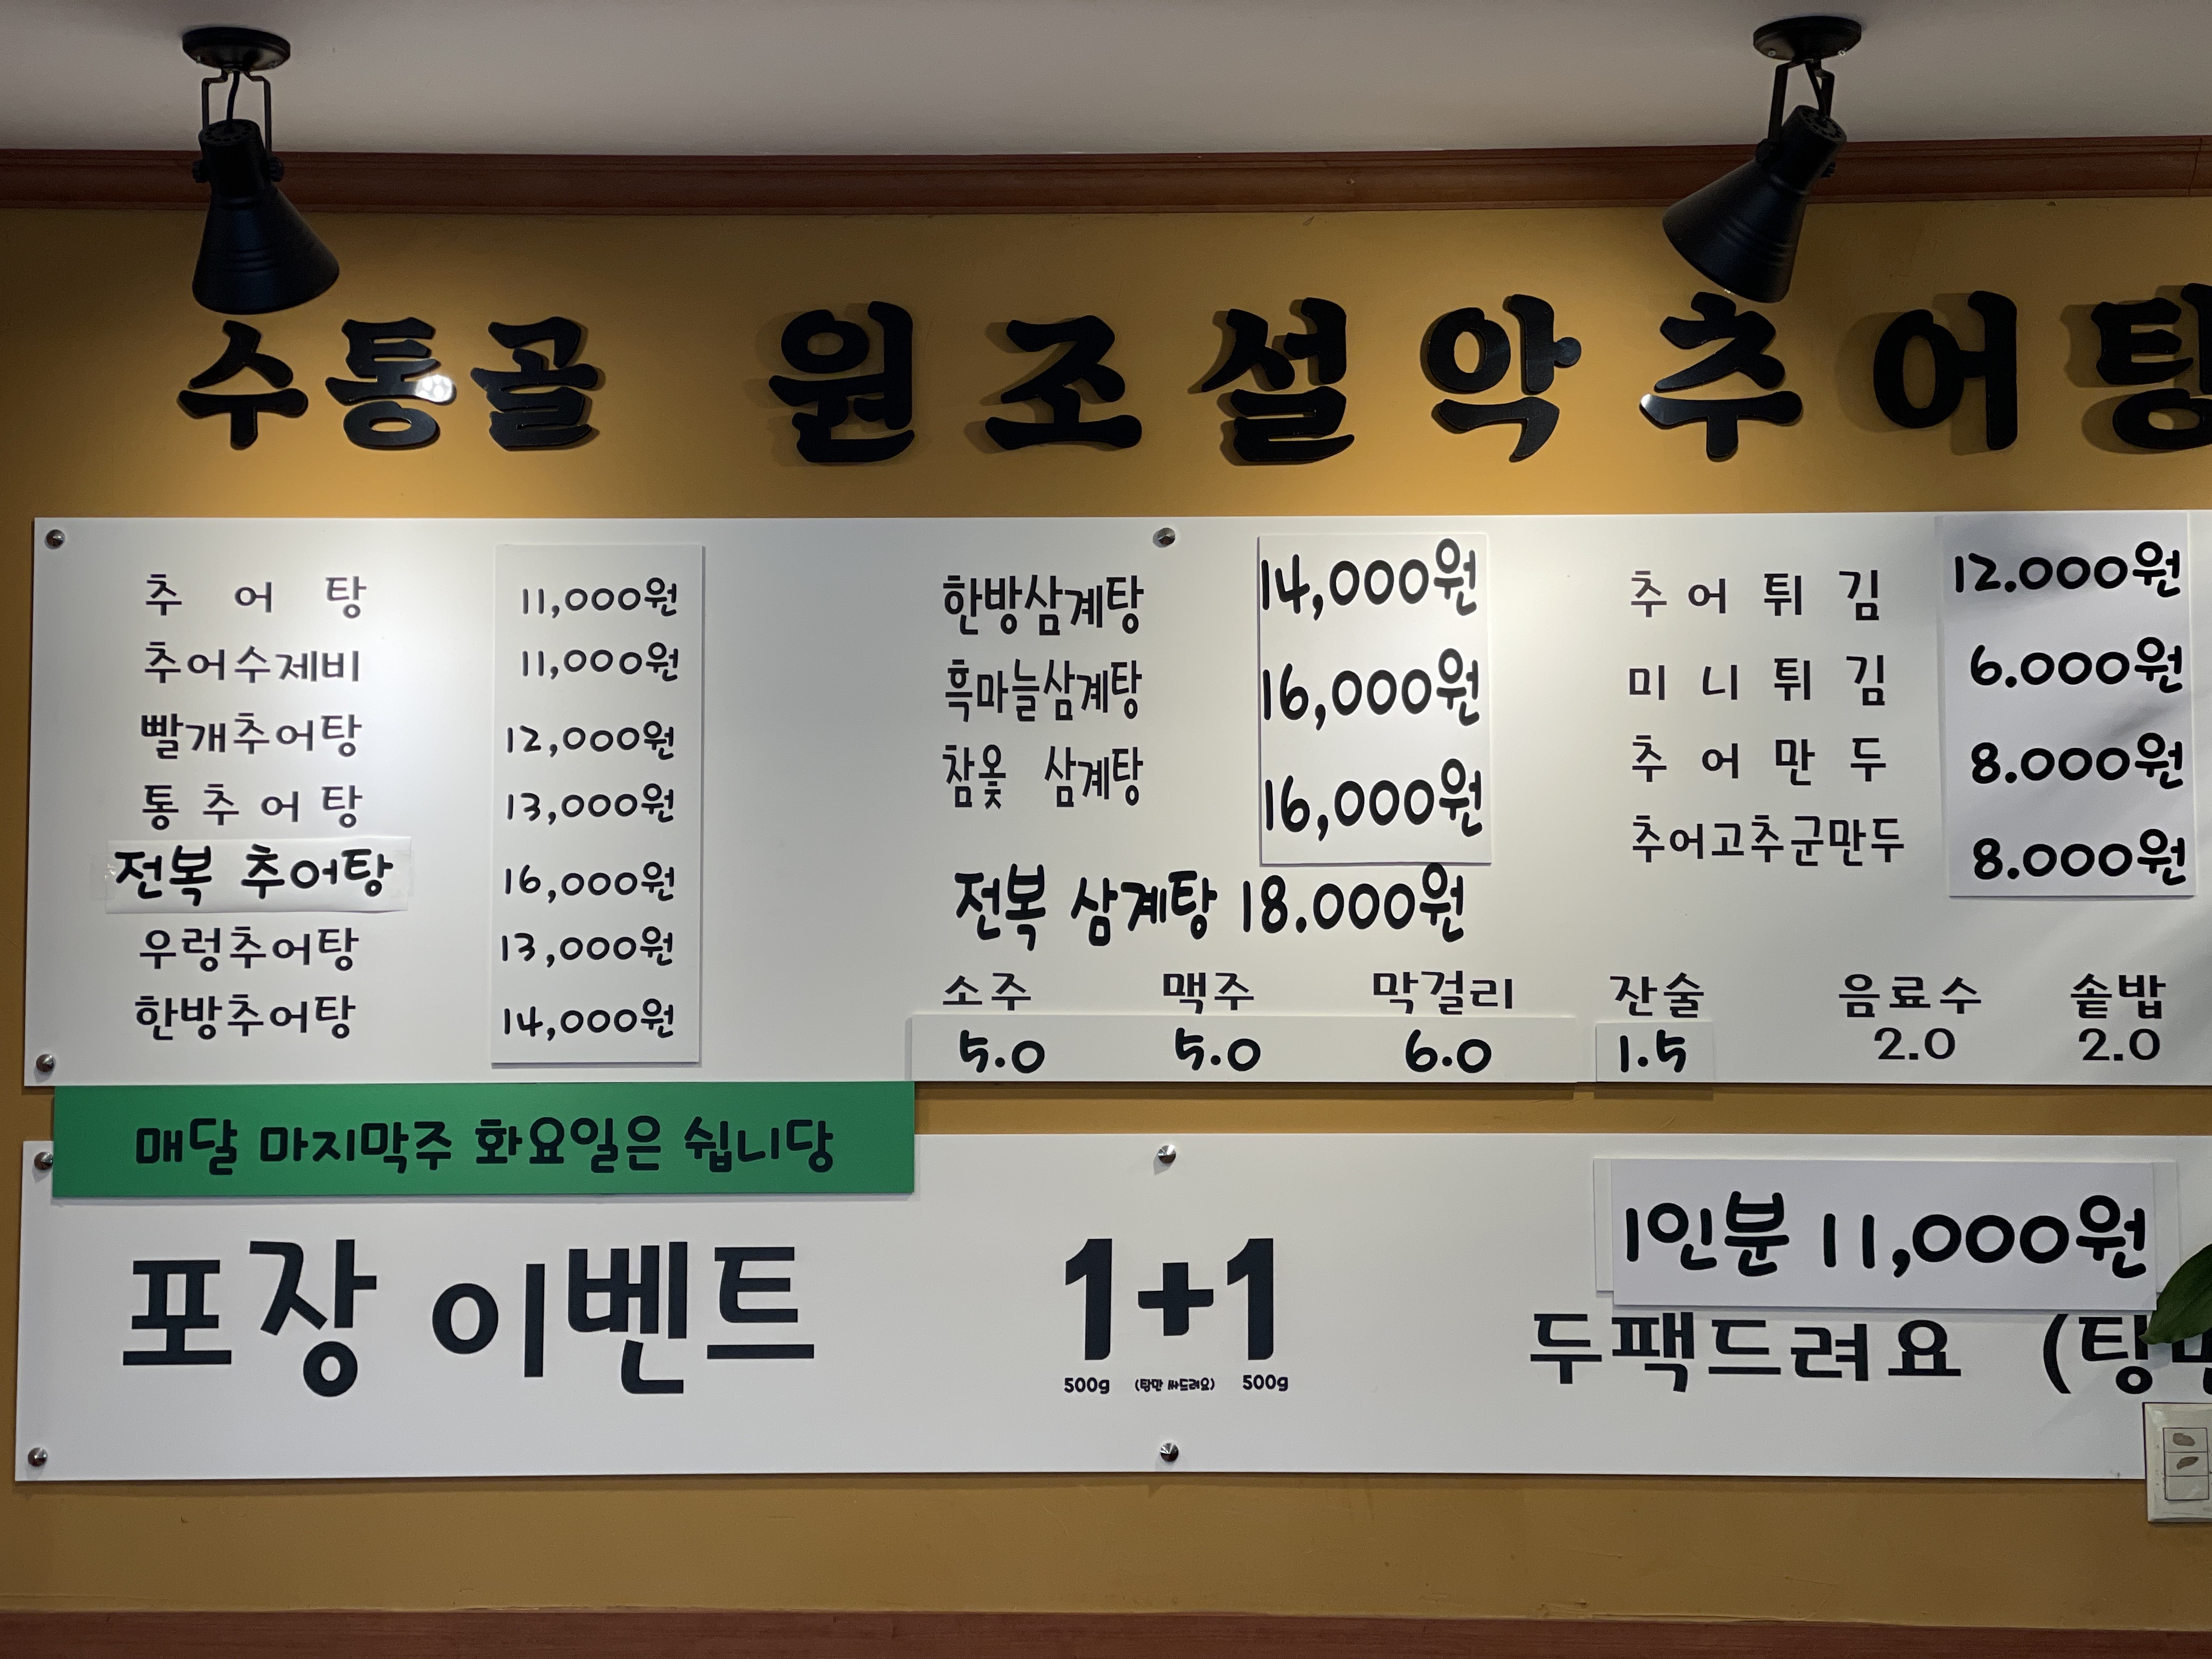 수통골 원조설악추어탕
추어탕 11,000원
추어수제비 11,000원
빨개추어탕 12,000원
통추어탕 13,000원
전복 추어탕 16,000원
우렁추어탕 13,000원
한방추어탕 14,000원
한방삼계탕 14,000원
흑마늘삼계탕 16,000원
참옻 삼계탕 16,000원
전복 삼계탕 18.000원
추어튀김 12.000원
미니튀김 6.000원
추어만두 8.000원
추어고추군만두 8.000원
소주 맥주 막걸리 잔술 음료수 솥밥
5.0 5.0 6.0 1.5 2.0 2.0
매달 마지막주 화요일은 쉽니당
포장 이벤트
1+1
500g (탕만 싸드려요) 500g
1인분 11,000원
두팩드려요 (탕만